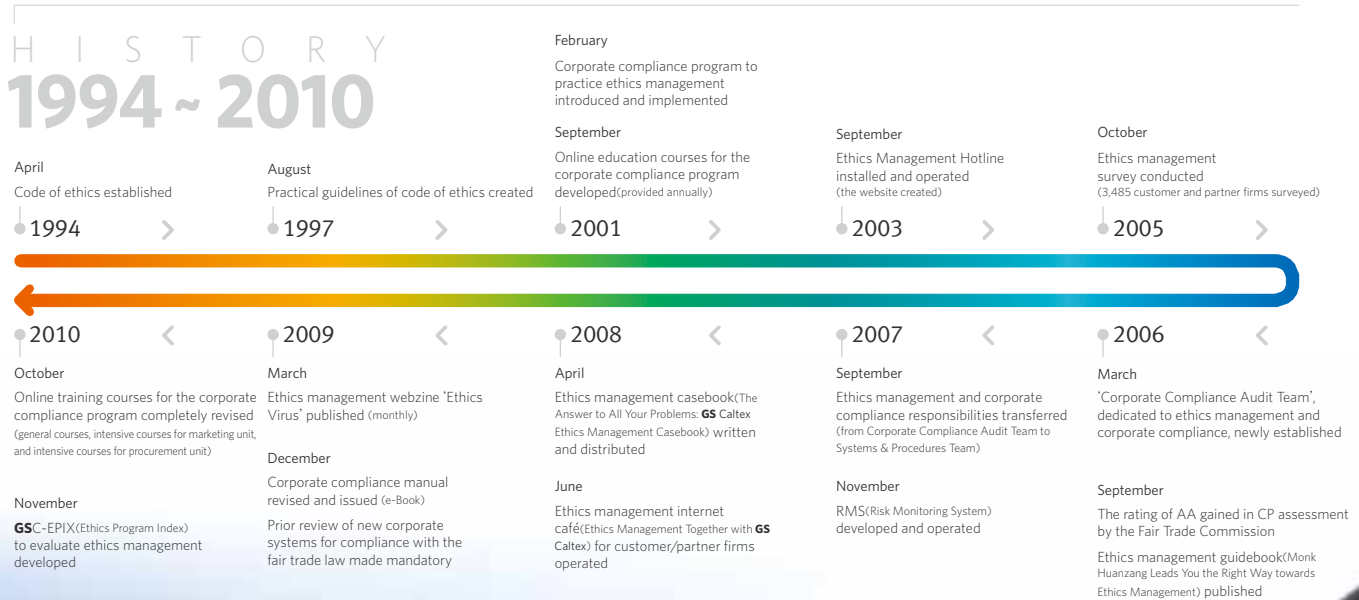 HISTORY
1994 ~ 2010
April
Code of ethics established
1994
August
Practical guidelines of code of ethics created
1997
February
Corporate compliance program to
practice ethics management
introduced and implemented
September
Online education courses for the
corporate compliance program
developed(provided annually)
2001
September
Ethics Management Hotline
installed and operated
(the website created)
2003
October
Ethics management
survey conducted
(3,485 customer and partner firms surveyed)
2005
2010
October
Online training courses for the corporate
compliance program completely revised
(general courses, intensive courses for marketing unit,
and intensive courses for procurement unit)
November
GSC-EPIX(Ethics Program Index)
to evaluate ethics management
developed
2009
March
Ethics management webzine ‘Ethics
Virus’ published (monthly)
December
Corporate compliance manual
revised and issued (e-Book)
Prior review of new corporate
systems for compliance with the
fair trade law made mandatory
2008
April
Ethics management casebook(The
Answer to All Your Problems: GS Caltex
Ethics Management Casebook) written
and distributed
June
Ethics management internet
café(Ethics Management Together with GS
Caltex) for customer/partner firms
operated
2007
September
Ethics management and corporate
compliance responsibilities transferred
(from Corporate Compliance Audit Team to
Systems & Procedures Team)
November
RMS(Risk Monitoring System)
developed and operated
2006
March
‘Corporate Compliance Audit Team’,
dedicated to ethics management and
corporate compliance, newly established
September
The rating of AA gained in CP assessment
by the Fair Trade Commission
Ethics management guidebook(Monk
Huanzang Leads You the Right Way towards
Ethics Management) published